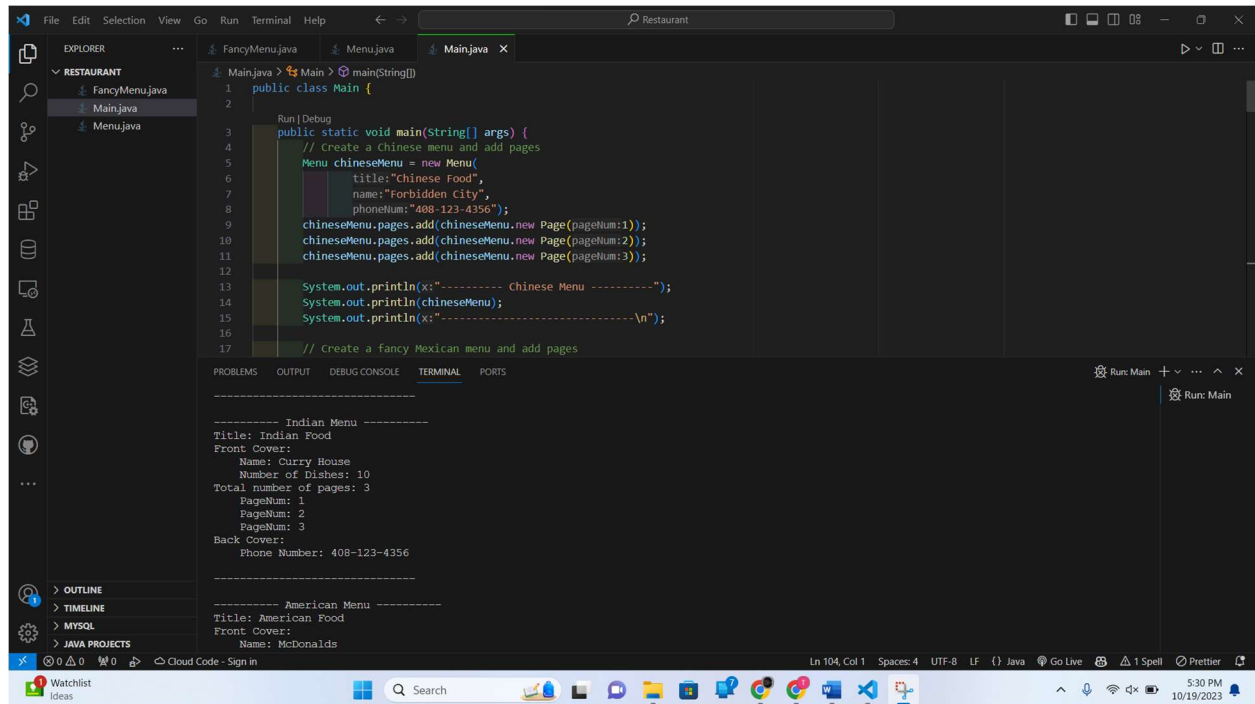 File Edit Selection View Go Run Terminal Help
Restaurant
EXPLORER
RESTAURANT
FancyMenu.java
Main.java
Menu.java
OUTLINE
TIMELINE
MYSQL
JAVA PROJECTS
FancyMenu.java Menu.java Main.java
Main.java > Main > main(String[])
1 public class Main {
2
Run | Debug
3 public static void main(String[] args) {
4 // Create a Chinese menu and add pages
5 Menu chineseMenu = new Menu(
6 title:"Chinese Food",
7 name:"Forbidden City",
8 phoneNum:"408-123-4356");
9 chineseMenu.pages.add(chineseMenu.new Page(pageNum:1));
10 chineseMenu.pages.add(chineseMenu.new Page(pageNum:2));
11 chineseMenu.pages.add(chineseMenu.new Page(pageNum:3));
12
13 System.out.println(x:"---------- Chinese Menu ----------");
14 System.out.println(chineseMenu);
15 System.out.println(x:"-------------------------------\n");
16
17 // Create a fancy Mexican menu and add pages
PROBLEMS OUTPUT DEBUG CONSOLE TERMINAL PORTS
Run: Main
Run: Main
-------------------------------
---------- Indian Menu ----------
Title: Indian Food
Front Cover:
Name: Curry House
Number of Dishes: 10
Total number of pages: 3
PageNum: 1
PageNum: 2
PageNum: 3
Back Cover:
Phone Number: 408-123-4356
-------------------------------
---------- American Menu ----------
Title: American Food
Front Cover:
Name: McDonalds
0 0 0 Cloud Code - Sign in
Ln 104, Col 1 Spaces: 4 UTF-8 LF {} Java Go Live 1 Spell Prettier
Watchlist
Ideas
Search
5:30 PM
10/19/2023